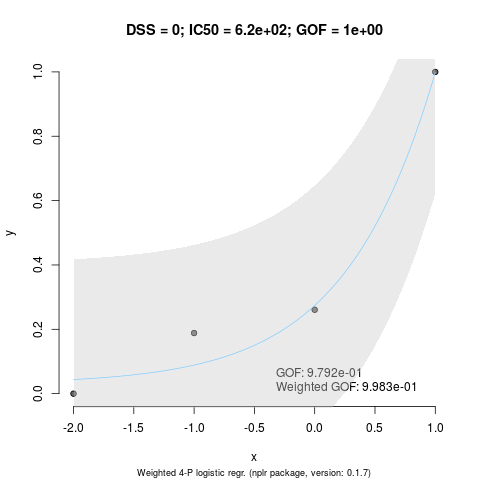 DSS = 0; IC50 = 6.2e+02; GOF = 1e+00
1.0
0.8
0.6
0.4
0.2
0.0
y
GOF: 9.792e-01
Weighted GOF: 9.983e-01
-2.0 -1.5 -1.0 -0.5 0.0 0.5 1.0
x
Weighted 4-P logistic regr. (nplr package, version: 0.1.7)